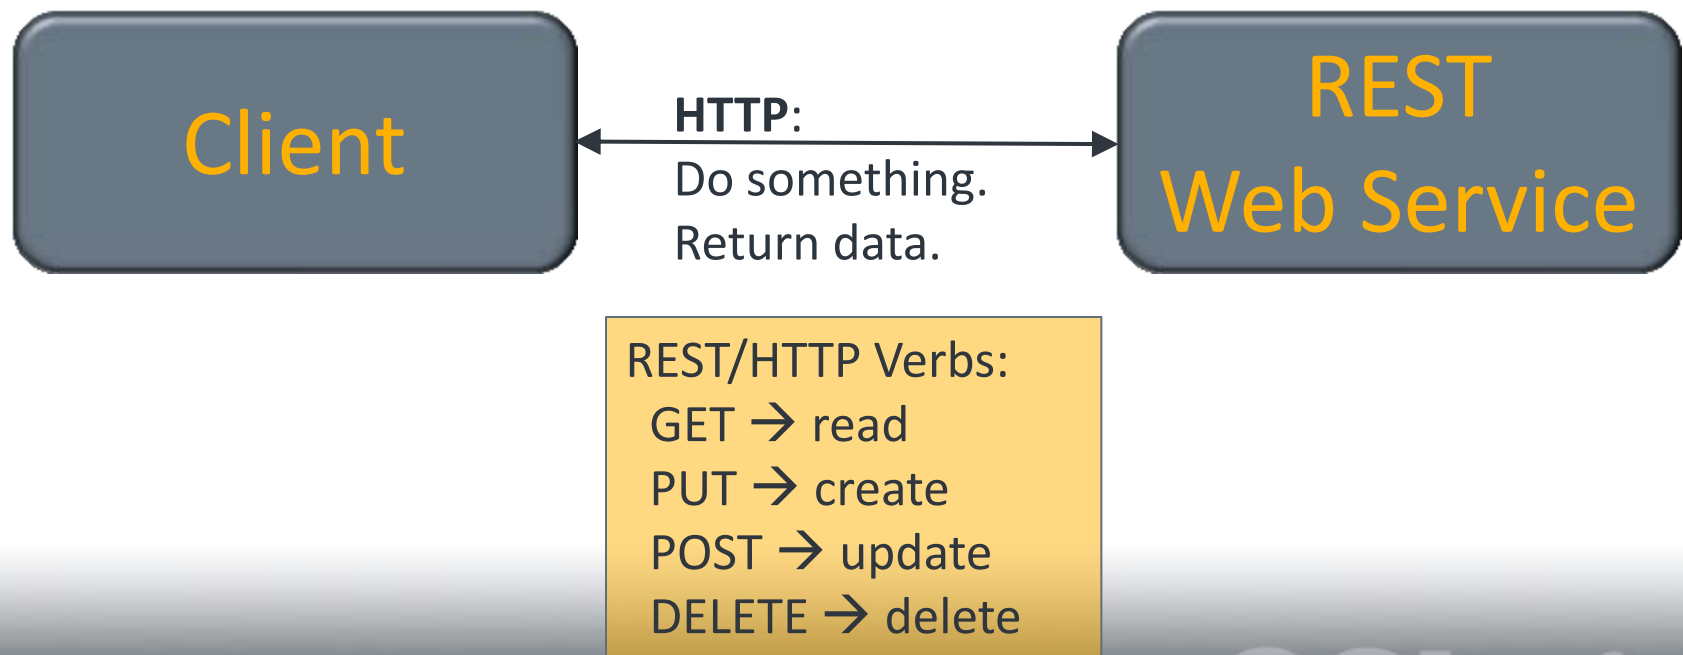 Client
HTTP:
Do something.
Return data.
REST
Web Service
REST/HTTP Verbs:
GET → read
PUT → create
POST → update
DELETE → delete